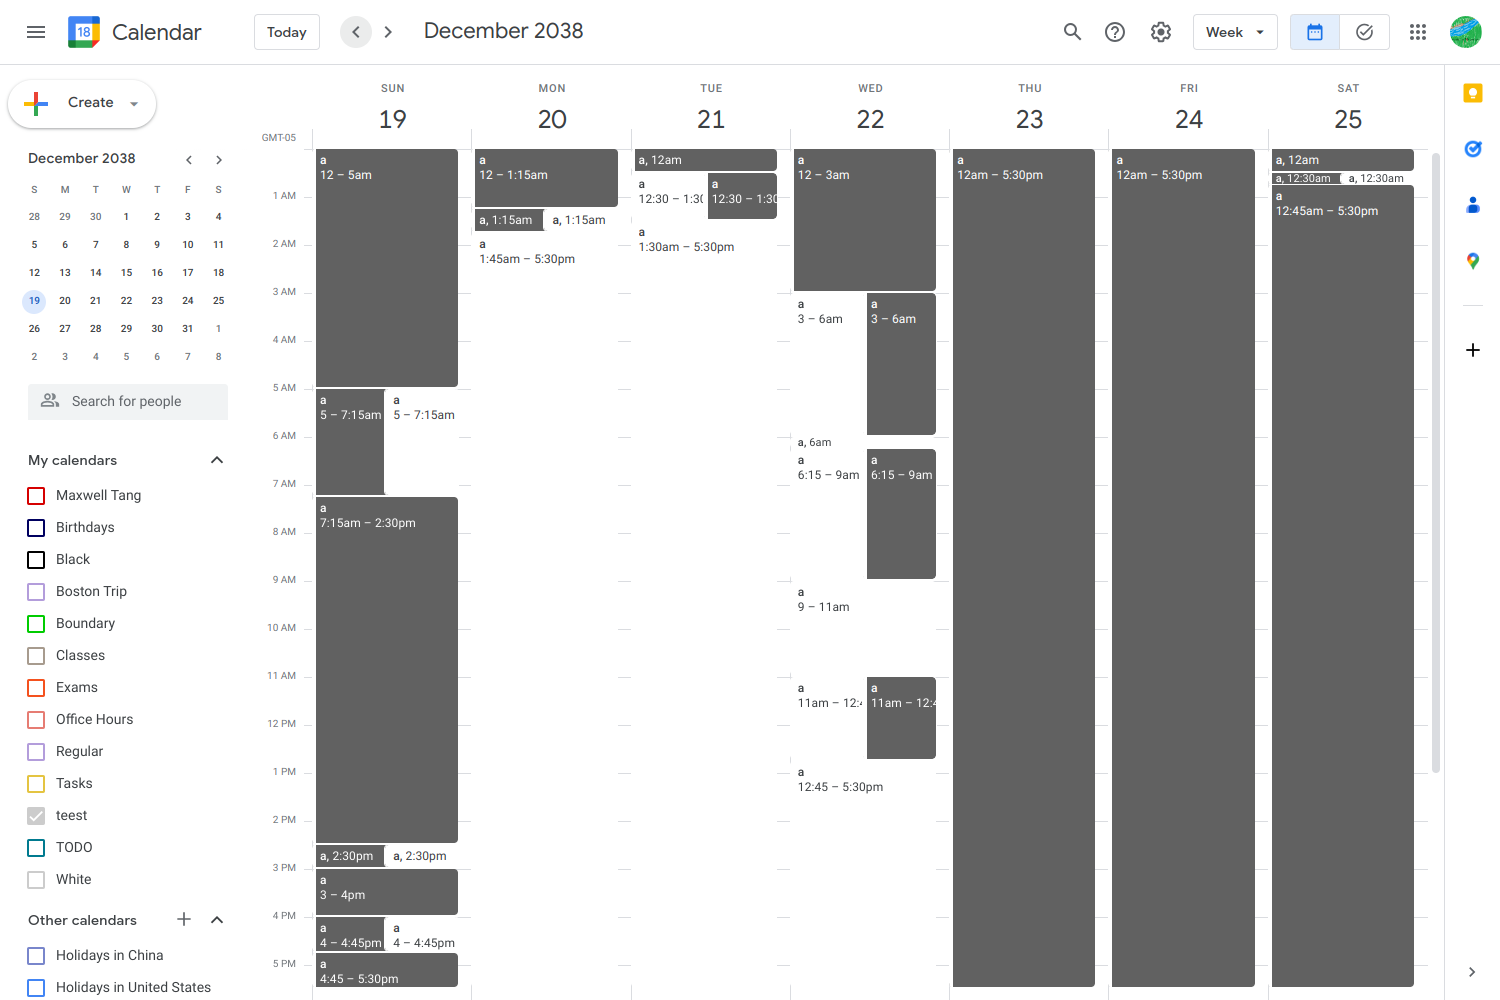 18 Calendar Today December 2038 Week
Create
December 2038
S M T W T F S
28 29 30 1 2 3 4
5 6 7 8 9 10 11
12 13 14 15 16 17 18
19 20 21 22 23 24 25
26 27 28 29 30 31 1
2 3 4 5 6 7 8
Search for people
My calendars
Maxwell Tang
Birthdays
Black
Boston Trip
Boundary
Classes
Exams
Office Hours
Regular
Tasks
teest
TODO
White
Other calendars
Holidays in China
Holidays in United States
GMT-05
1 AM
2 AM
3 AM
4 AM
5 AM
6 AM
7 AM
8 AM
9 AM
10 AM
11 AM
12 PM
1 PM
2 PM
3 PM
4 PM
5 PM
SUN
19
a
12 – 5am
a
5 – 7:15am
a
5 – 7:15am
a
7:15am – 2:30pm
a, 2:30pm
a, 2:30pm
a
3 – 4pm
a
4 – 4:45pm
a
4 – 4:45pm
a
4:45 – 5:30pm
MON
20
a
12 – 1:15am
a, 1:15am
a, 1:15am
a
1:45am – 5:30pm
TUE
21
a, 12am
a
12:30 – 1:30
a
12:30 – 1:30
a
1:30am – 5:30pm
WED
22
a
12 – 3am
a
3 – 6am
a
3 – 6am
a, 6am
a
6:15 – 9am
a
6:15 – 9am
a
9 – 11am
a
11am – 12:4
a
11am – 12:4
a
12:45 – 5:30pm
THU
23
a
12am – 5:30pm
FRI
24
a
12am – 5:30pm
SAT
25
a, 12am
a, 12:30am
a, 12:30am
a
12:45am – 5:30pm